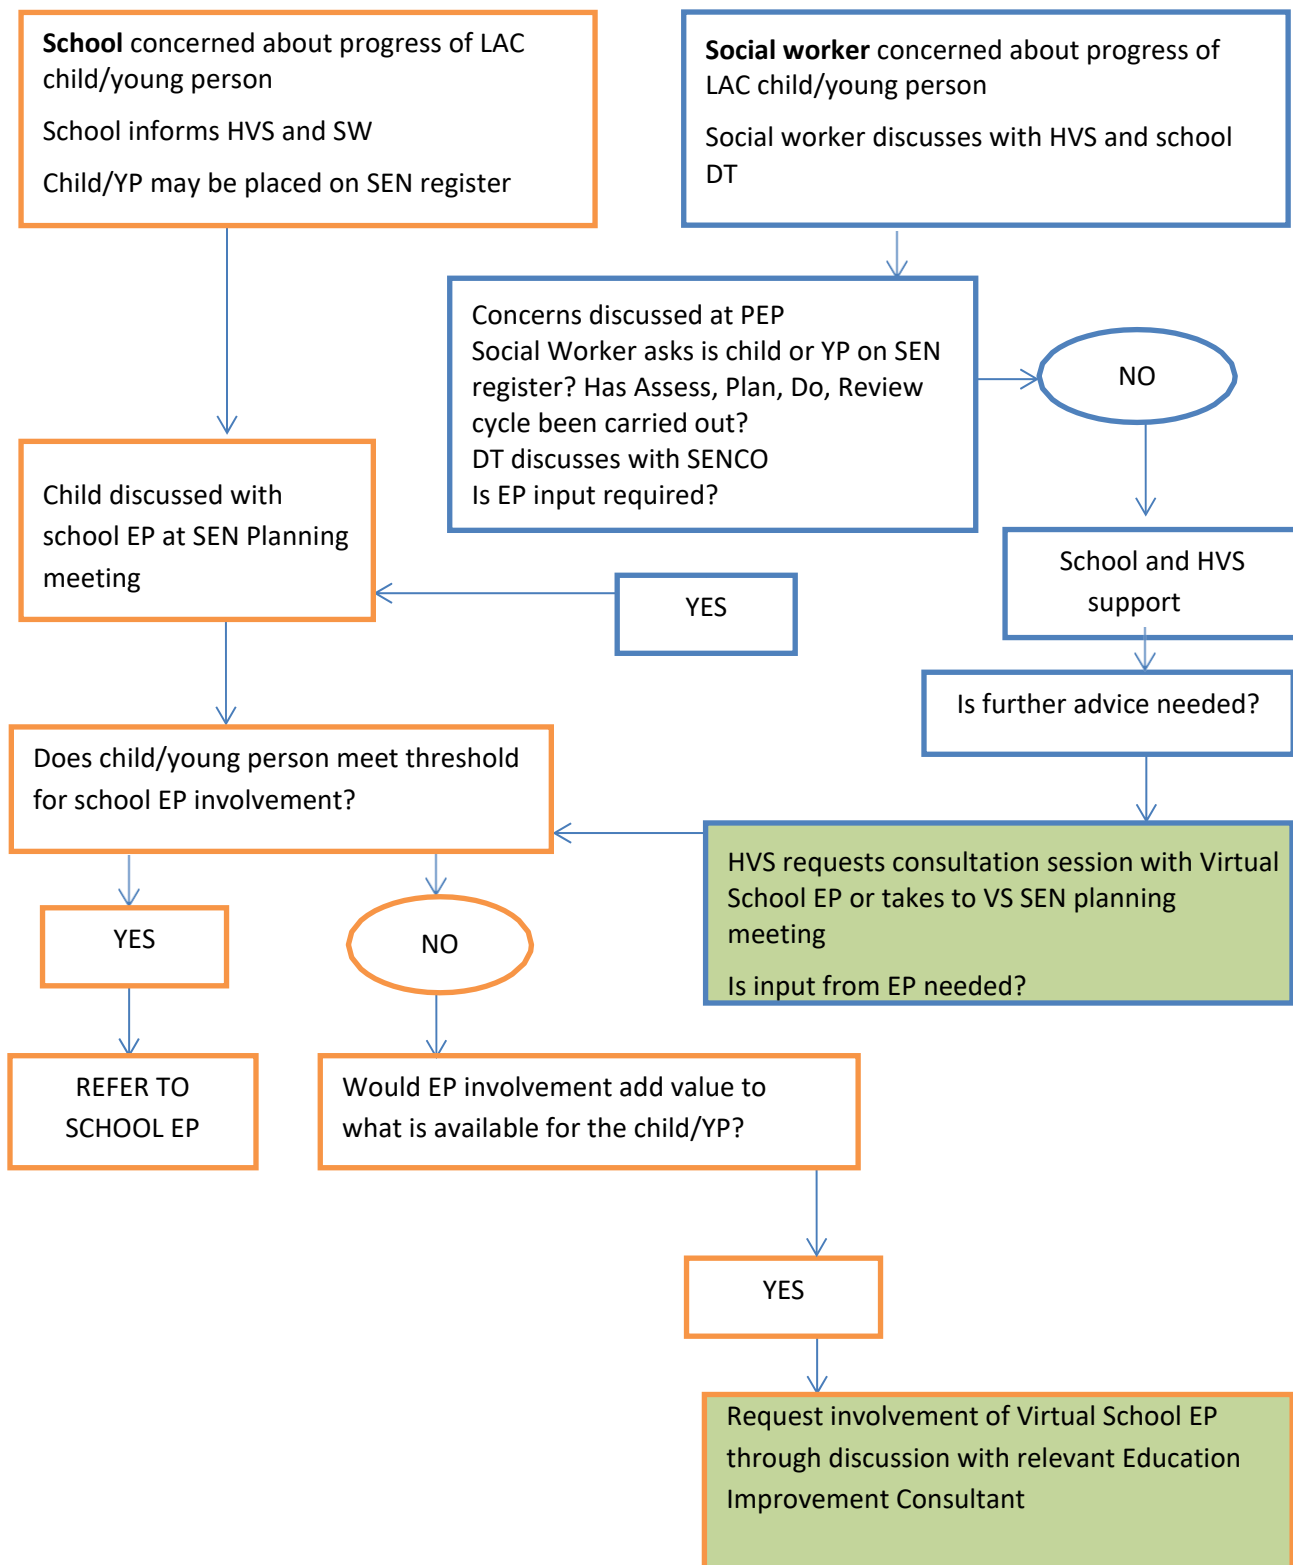 School concerned about progress of LAC
child/young person
School informs HVS and SW
Child/YP may be placed on SEN register
Social worker concerned about progress of
LAC child/young person
Social worker discusses with HVS and school
DT
Concerns discussed at PEP
Social Worker asks is child or YP on SEN
register? Has Assess, Plan, Do, Review
cycle been carried out?
DT discusses with SENCO
Is EP input required?
NO
Child discussed with
school EP at SEN Planning
meeting
YES
School and HVS
support
Is further advice needed?
Does child/young person meet threshold
for school EP involvement?
HVS requests consultation session with Virtual
School EP or takes to VS SEN planning
meeting
Is input from EP needed?
YES
NO
REFER TO
SCHOOL EP
Would EP involvement add value to
what is available for the child/YP?
YES
Request involvement of Virtual School EP
through discussion with relevant Education
Improvement Consultant